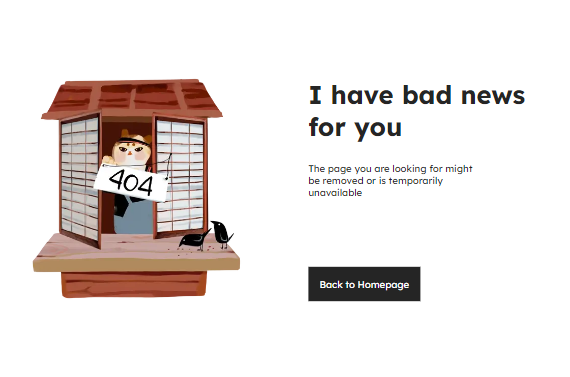 404
I have bad news
for you
The page you are looking for might
be removed or is temporarily
unavailable
Back to Homepage